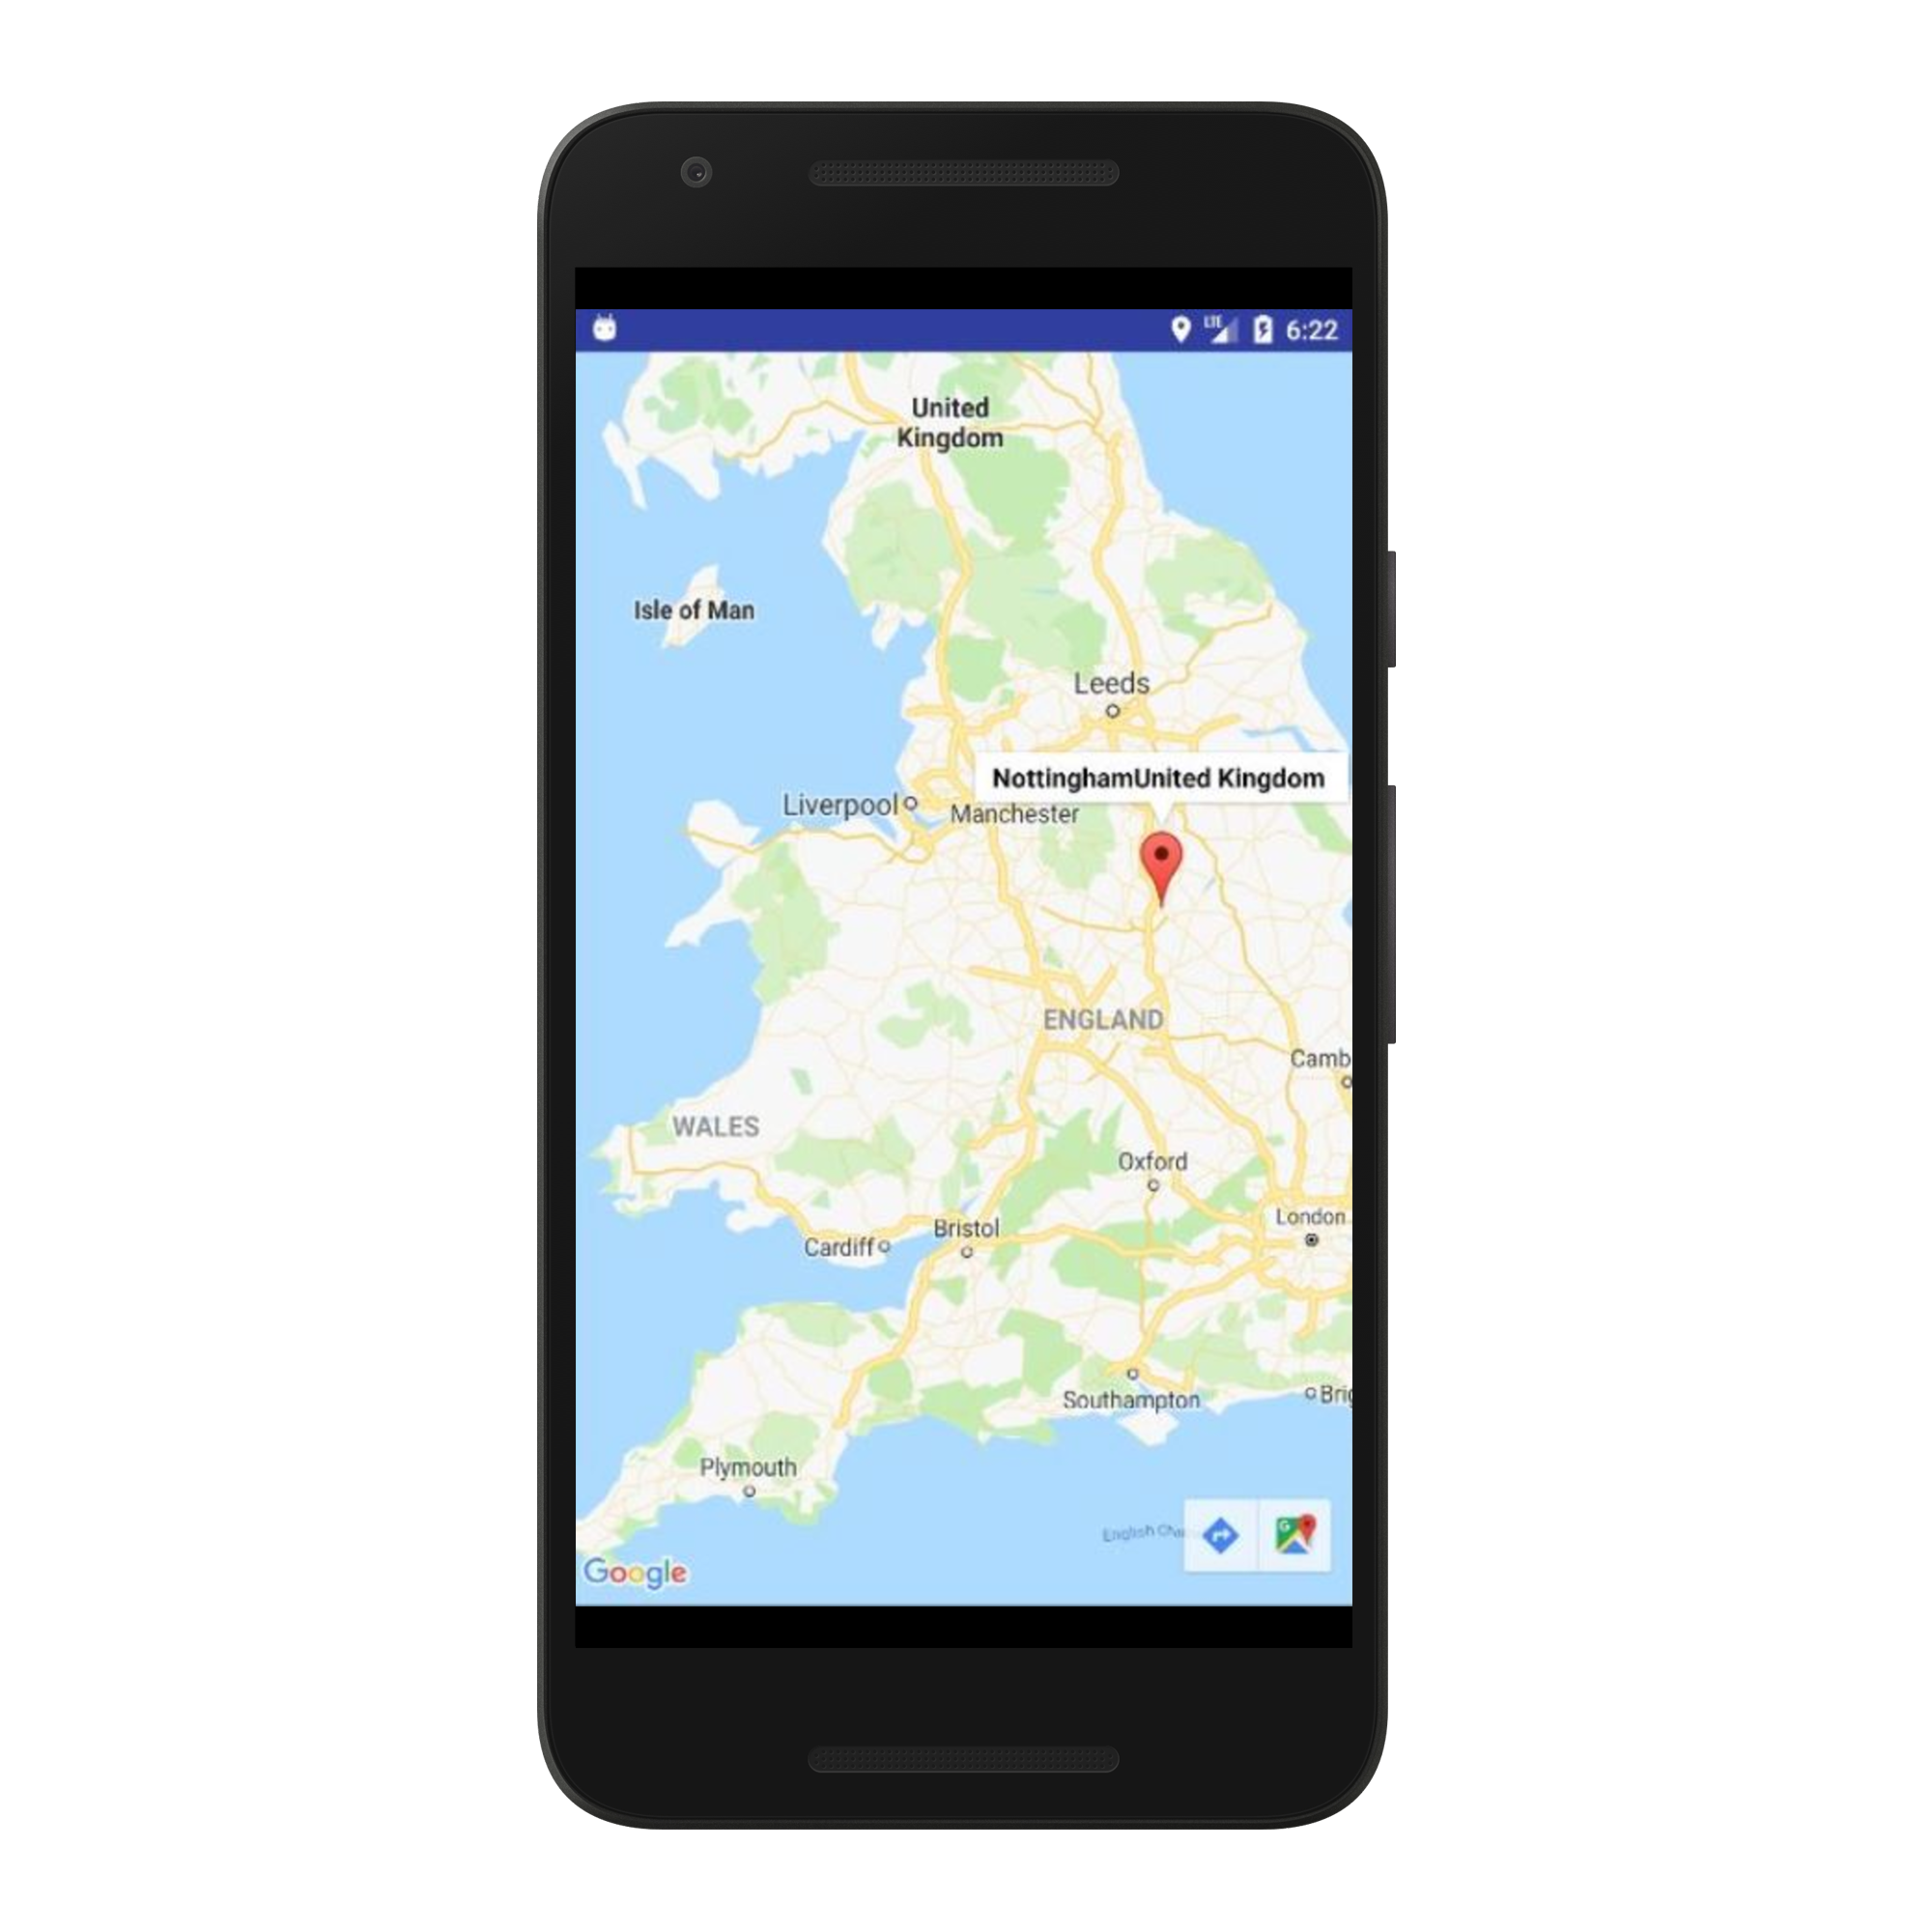 LTE 6:22
United
Kingdom
Isle of Man
Leeds
NottinghamUnited Kingdom
Liverpool
Manchester
ENGLAND
Camb
WALES
Oxford
London
Bristol
Cardiff
Southampton
Brig
Plymouth
English Cha
Google